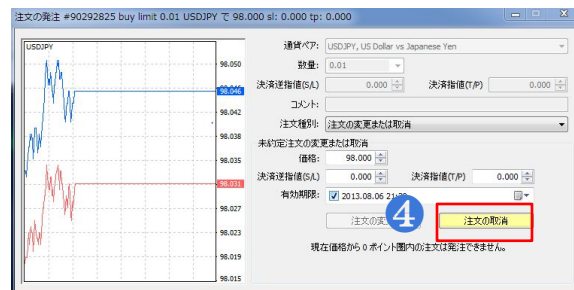 注文の発注 #90292825 buy limit 0.01 USDJPY で 98.000 sl: 0.000 tp: 0.000
USDJPY
98.050
98.046
98.042
98.038
98.035
98.031
98.027
98.023
98.019
98.015
通貨ペア: USDJPY, US Dollar vs Japanese Yen
数量: 0.01
決済逆指値(S/L) 0.000 決済指値(T/P) 0.000
コメント:
注文種別: 注文の変更または取消
未約定注文の変更または取消
価格: 98.000
決済逆指値(S/L) 0.000 決済指値(T/P) 0.000
有効期限: 2013.08.06
注文の変 4 注文の取消
現在価格から 0 ポイント圏内の注文は発注できません。